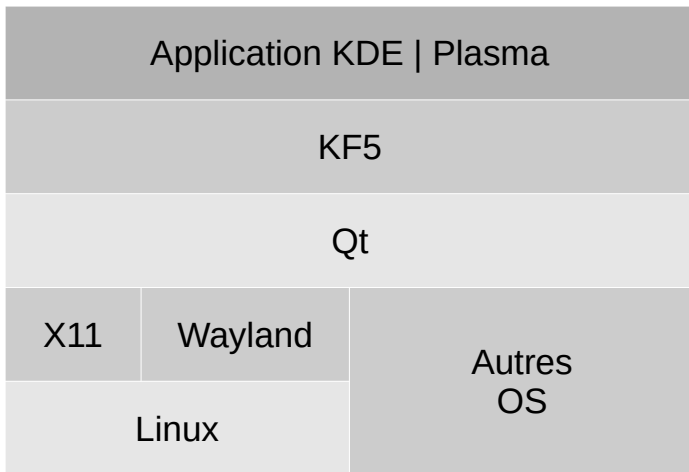 Application KDE | Plasma
KF5
Qt
X11
Wayland
Autres
OS
Linux